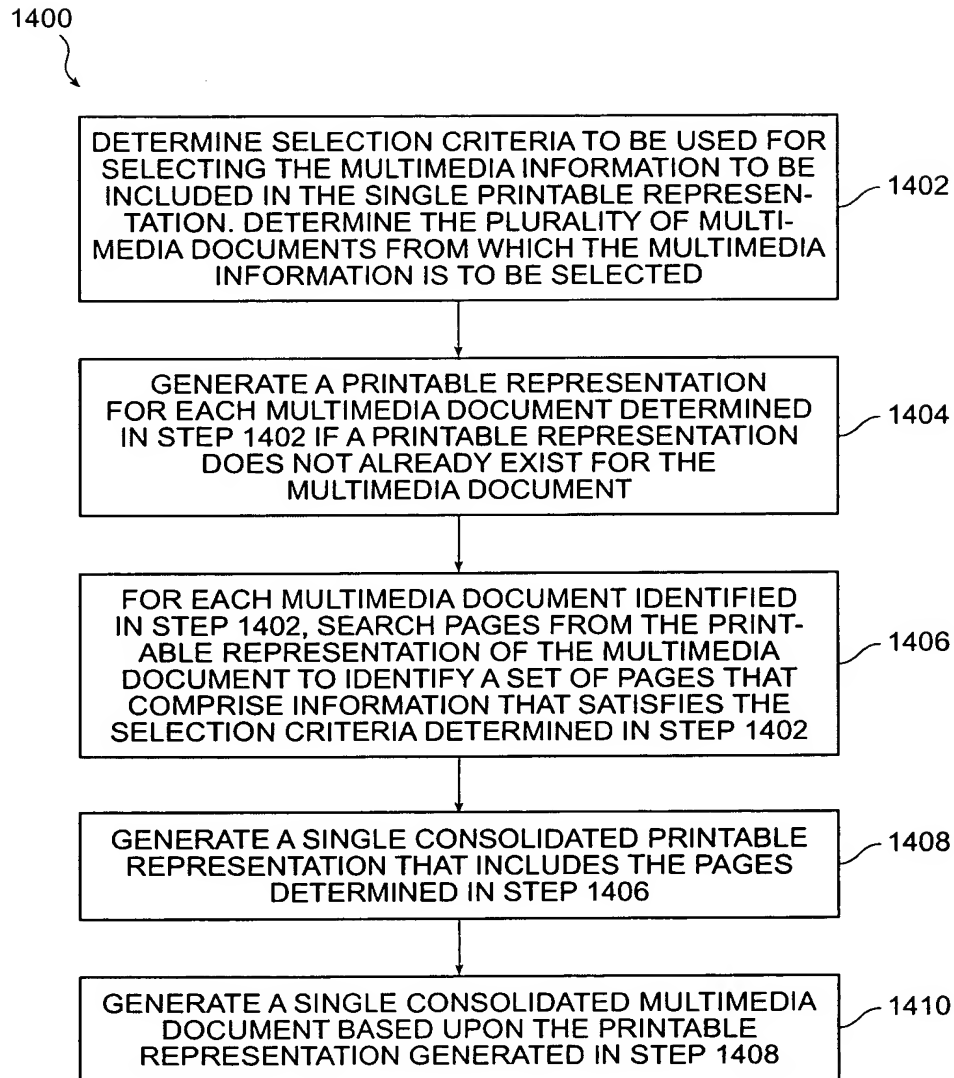 1400
DETERMINE SELECTION CRITERIA TO BE USED FOR
SELECTING THE MULTIMEDIA INFORMATION TO BE
INCLUDED IN THE SINGLE PRINTABLE REPRESEN-
TATION. DETERMINE THE PLURALITY OF MULTI-
MEDIA DOCUMENTS FROM WHICH THE MULTIMEDIA
INFORMATION IS TO BE SELECTED
1402
GENERATE A PRINTABLE REPRESENTATION
FOR EACH MULTIMEDIA DOCUMENT DETERMINED
IN STEP 1402 IF A PRINTABLE REPRESENTATION
DOES NOT ALREADY EXIST FOR THE
MULTIMEDIA DOCUMENT
1404
FOR EACH MULTIMEDIA DOCUMENT IDENTIFIED
IN STEP 1402, SEARCH PAGES FROM THE PRINT-
ABLE REPRESENTATION OF THE MULTIMEDIA
DOCUMENT TO IDENTIFY A SET OF PAGES THAT
COMPRISE INFORMATION THAT SATISFIES THE
SELECTION CRITERIA DETERMINED IN STEP 1402
1406
GENERATE A SINGLE CONSOLIDATED PRINTABLE
REPRESENTATION THAT INCLUDES THE PAGES
DETERMINED IN STEP 1406
1408
GENERATE A SINGLE CONSOLIDATED MULTIMEDIA
DOCUMENT BASED UPON THE PRINTABLE
REPRESENTATION GENERATED IN STEP 1408
1410